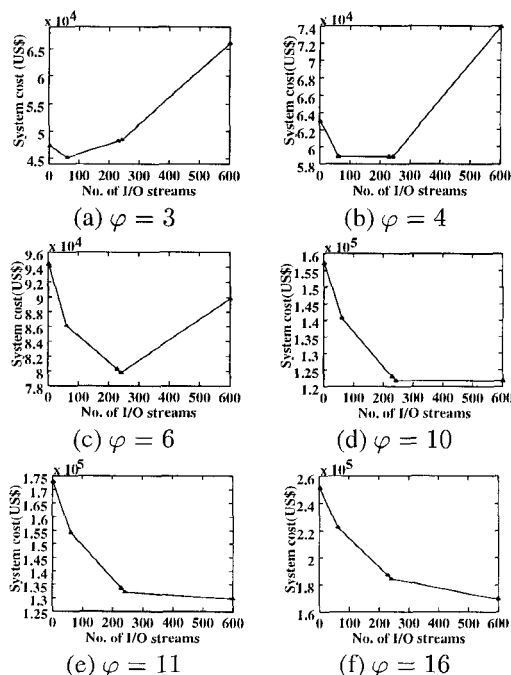 x 10^4
x 10^4
System cost (US$)
6.5
6
5.5
5
4.5
0 100 200 300 400 500 600
No. of I/O streams
(a) φ = 3
System cost(US$)
7.4
7.2
7
6.8
6.6
6.4
6.2
6
5.8
0 100 200 300 400 500 600
No. of I/O streams
(b) φ = 4
x 10^4
System cost(US$)
9.6
9.4
9
8.6
8.2
8
7.8
0 100 200 300 400 500 600
No. of I/O streams
(c) φ = 6
x 10^5
System cost(US$)
1.6
1.55
1.5
1.45
1.4
1.35
1.3
1.25
1.2
0 100 200 300 400 500 600
No. of I/O streams
(d) φ = 10
x 10^5
System cost(US$)
1.75
1.7
1.65
1.6
1.55
1.5
1.45
1.4
1.35
1.3
1.25
0 100 200 300 400 500 600
No. of I/O streams
(e) φ = 11
x 10^5
System cost(US$)
2.6
2.5
2.4
2.3
2.2
2.1
2
1.9
1.8
1.7
1.6
0 100 200 300 400 500 600
No. of I/O streams
(f) φ = 16